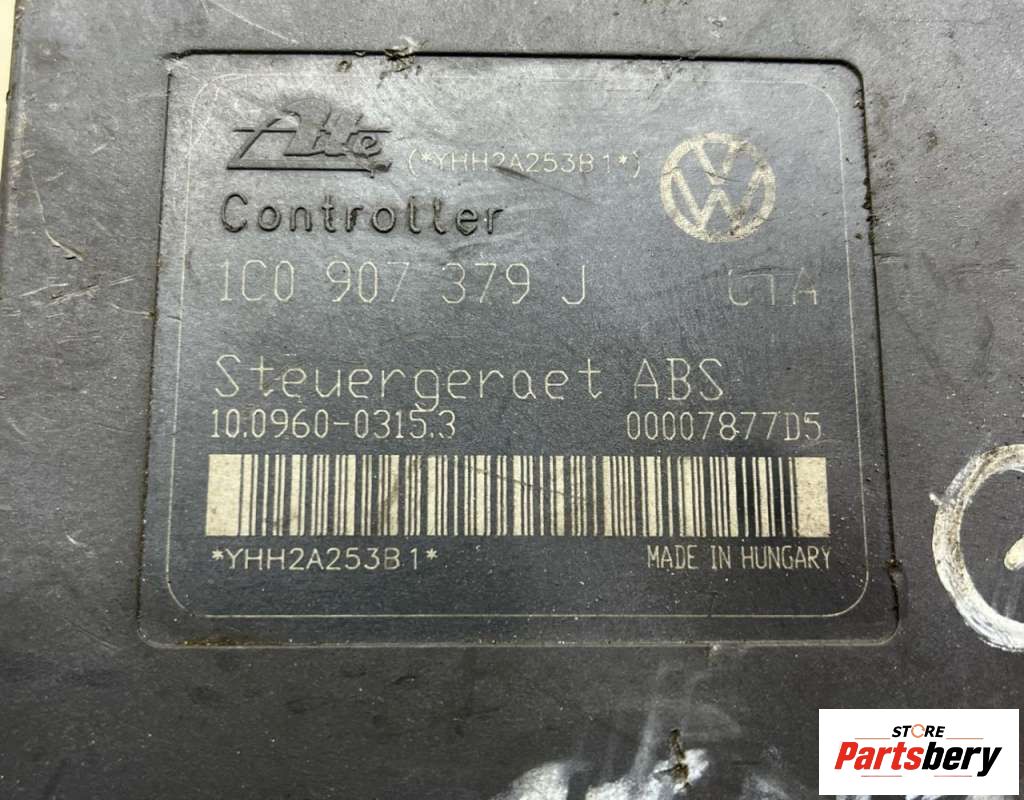 Ate (*YHH2A253B1*)
Controller
1C0 907 379 J
Steuergeraet ABS
10.0960-0315.3 00007877D5
*YHH2A253B1* MADE IN HUNGARY
STORE
Partsbery